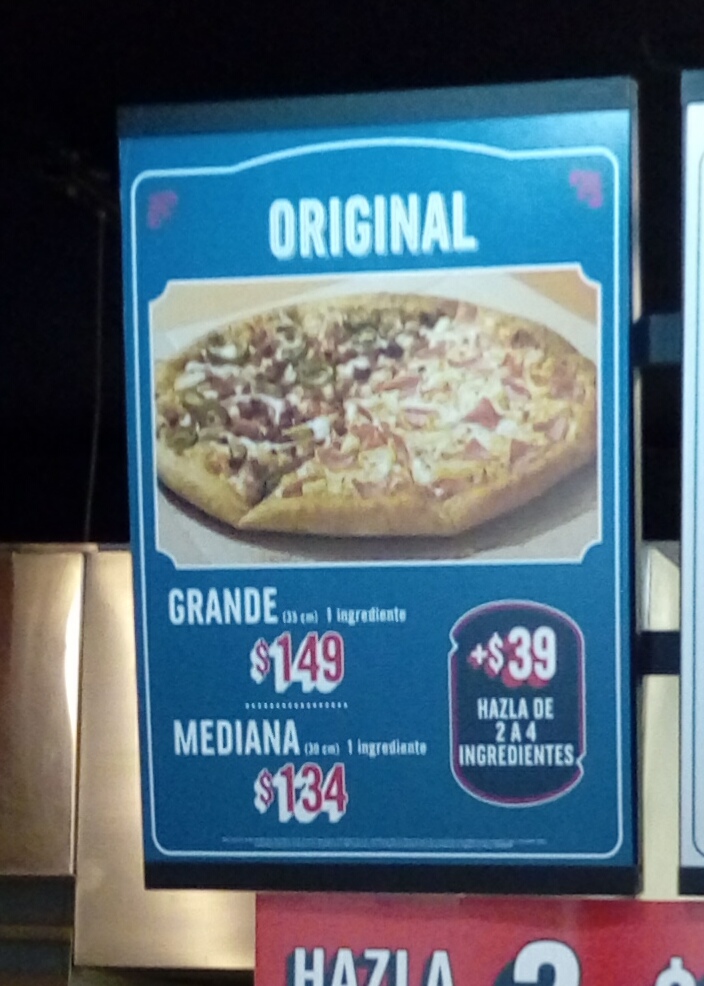 ORIGINAL
GRANDE (35 cm) 1 ingrediente
$149
MEDIANA (30 cm) 1 ingrediente
$134
+$39
HAZLA DE
2 A 4
INGREDIENTES
HAZLA